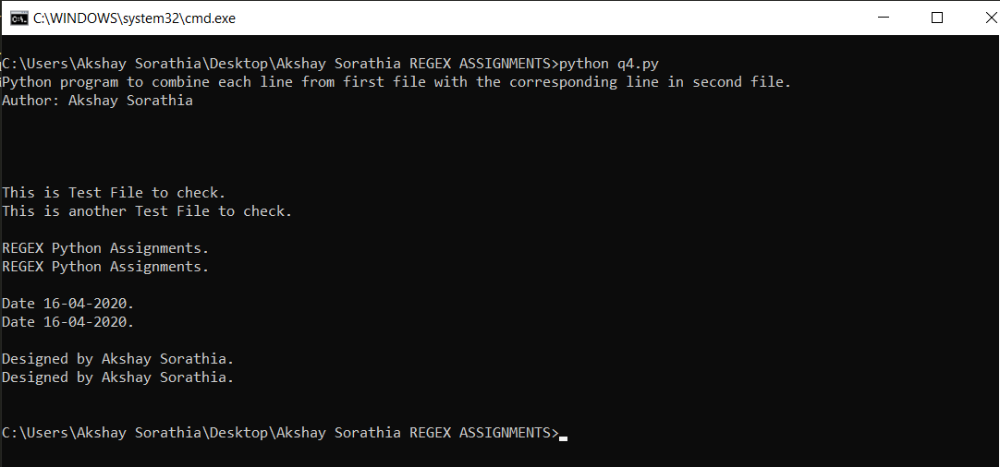 C:\WINDOWS\system32\cmd.exe
C:\Users\Akshay Sorathia\Desktop\Akshay Sorathia REGEX ASSIGNMENTS>python q4.py
Python program to combine each line from first file with the corresponding line in second file.
Author: Akshay Sorathia
This is Test File to check.
This is another Test File to check.
REGEX Python Assignments.
REGEX Python Assignments.
Date 16-04-2020.
Date 16-04-2020.
Designed by Akshay Sorathia.
Designed by Akshay Sorathia.
C:\Users\Akshay Sorathia\Desktop\Akshay Sorathia REGEX ASSIGNMENTS>